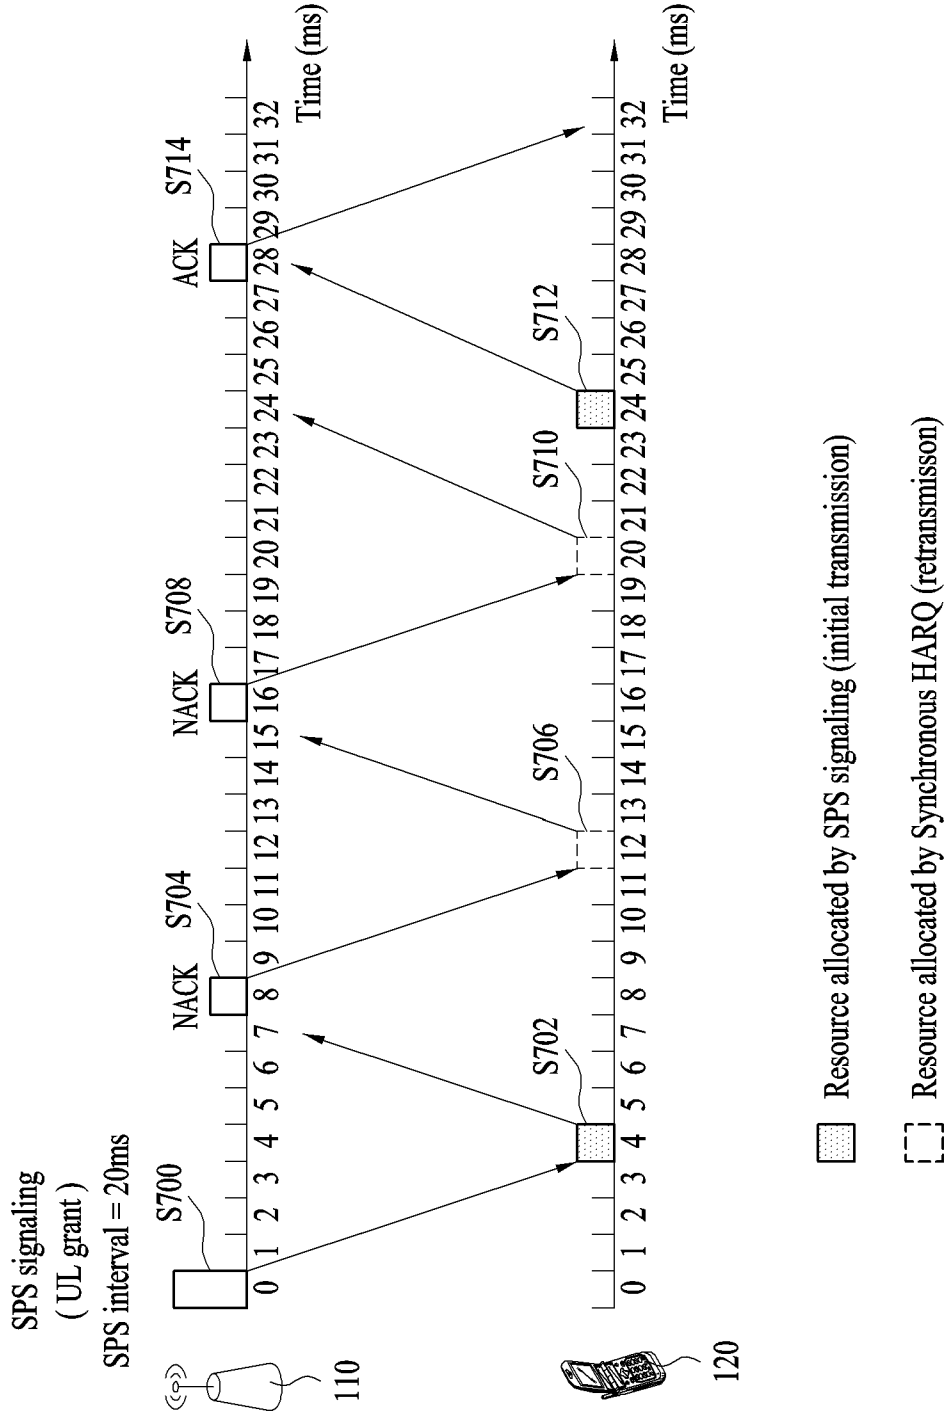 SPS signaling
( UL grant )
SPS interval = 20ms
S700
NACK
S704
NACK
S708
ACK
S714
0 1 2 3 4 5 6 7 8 9 10 11 12 13 14 15 16 17 18 19 20 21 22 23 24 25 26 27 28 29 30 31 32
Time (ms)
110
S702
S706
S710
S712
0 1 2 3 4 5 6 7 8 9 10 11 12 13 14 15 16 17 18 19 20 21 22 23 24 25 26 27 28 29 30 31 32
Time (ms)
120
Resource allocated by SPS signaling (initial transmission)
Resource allocated by Synchronous HARQ (retransmisson)